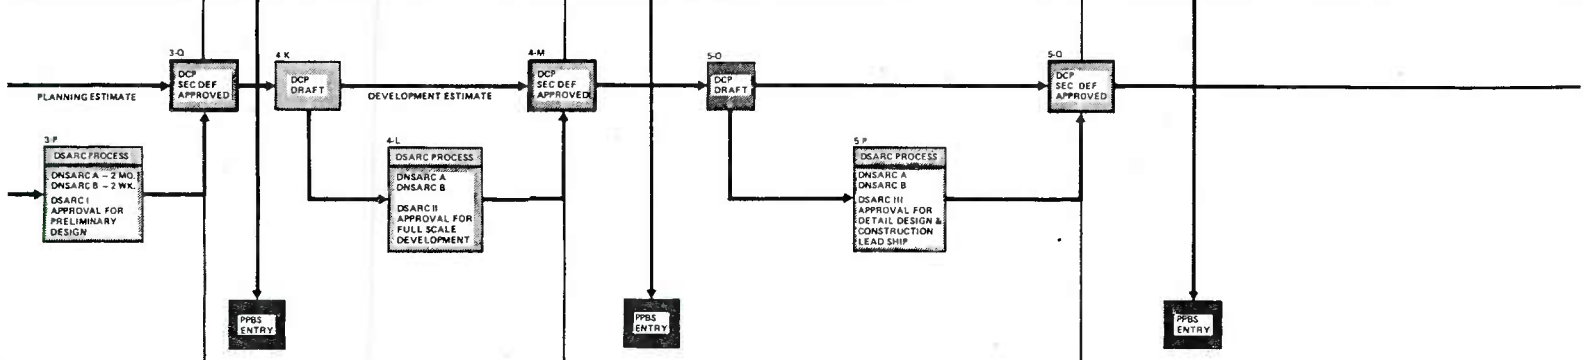 3-Q
DCP
SEC DEF
APPROVED
4-K
DCP
DRAFT
4-M
DCP
SEC DEF
APPROVED
5-O
DCP
DRAFT
5-Q
DCP
SEC DEF
APPROVED
PLANNING ESTIMATE
DEVELOPMENT ESTIMATE
3-P
DSARC PROCESS
DNSARC A – 2 MO.
DNSARC B – 2 WK.
DSARC I
APPROVAL FOR
PRELIMINARY
DESIGN
4-L
DSARC PROCESS
DNSARC A
DNSARC B
DSARC II
APPROVAL FOR
FULL SCALE
DEVELOPMENT
5-P
DSARC PROCESS
DNSARC A
DNSARC B
DSARC III
APPROVAL FOR
DETAIL DESIGN &
CONSTRUCTION
LEAD SHIP
PPBS
ENTRY
PPBS
ENTRY
PPBS
ENTRY